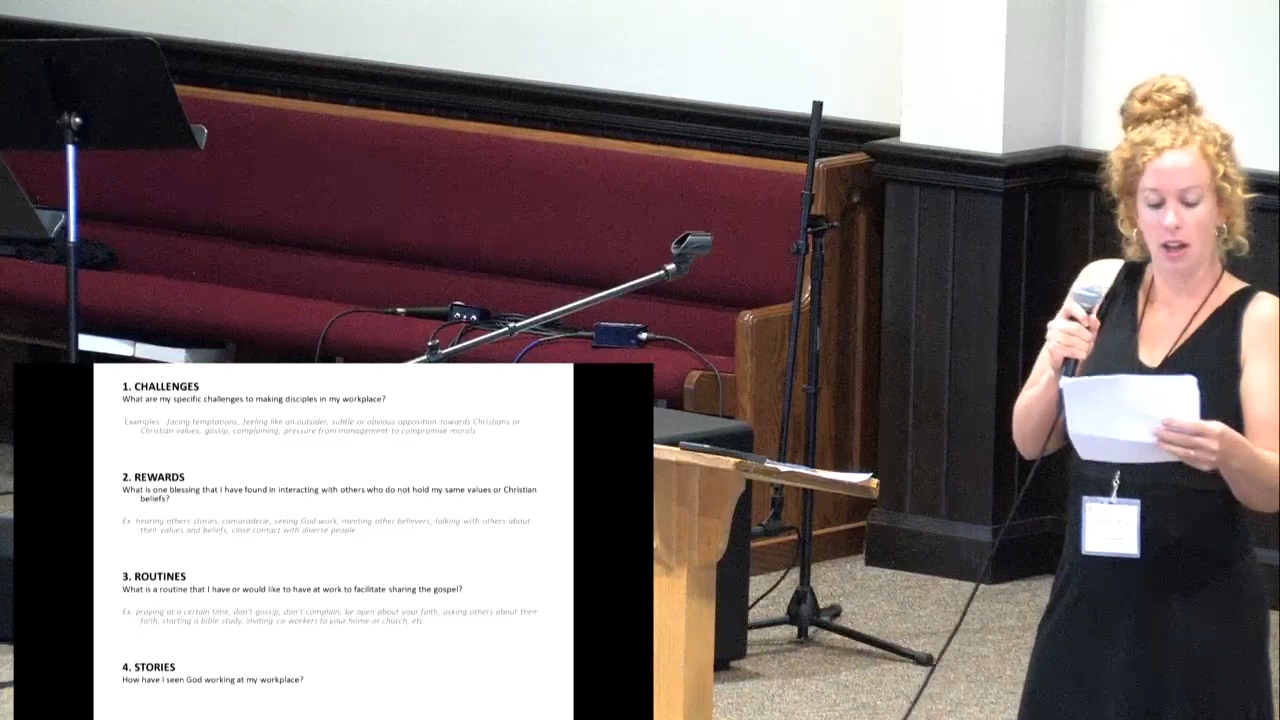 1. CHALLENGES
What are my specific challenges to making disciples in my workplace?
Examples facing temptations, feeling like an outsider, subtle or obvious opposition towards Christians or
Christian values, gossip, complaining, pressure from management to compromise morals
2. REWARDS
What is one blessing that I have found in interacting with others who do not hold my same values or Christian
beliefs?
Ex hearing others stories, camaraderie, seeing God work, meeting other believers, talking with others about
their values and beliefs, close contact with diverse people
3. ROUTINES
What is a routine that I have or would like to have at work to facilitate sharing the gospel?
Ex praying at a certain time, don't gossip, don't complain, be open about your faith, asking others about their
faith, starting a bible study, inviting co-workers to your home or church, etc
4. STORIES
How have I seen God working at my workplace?